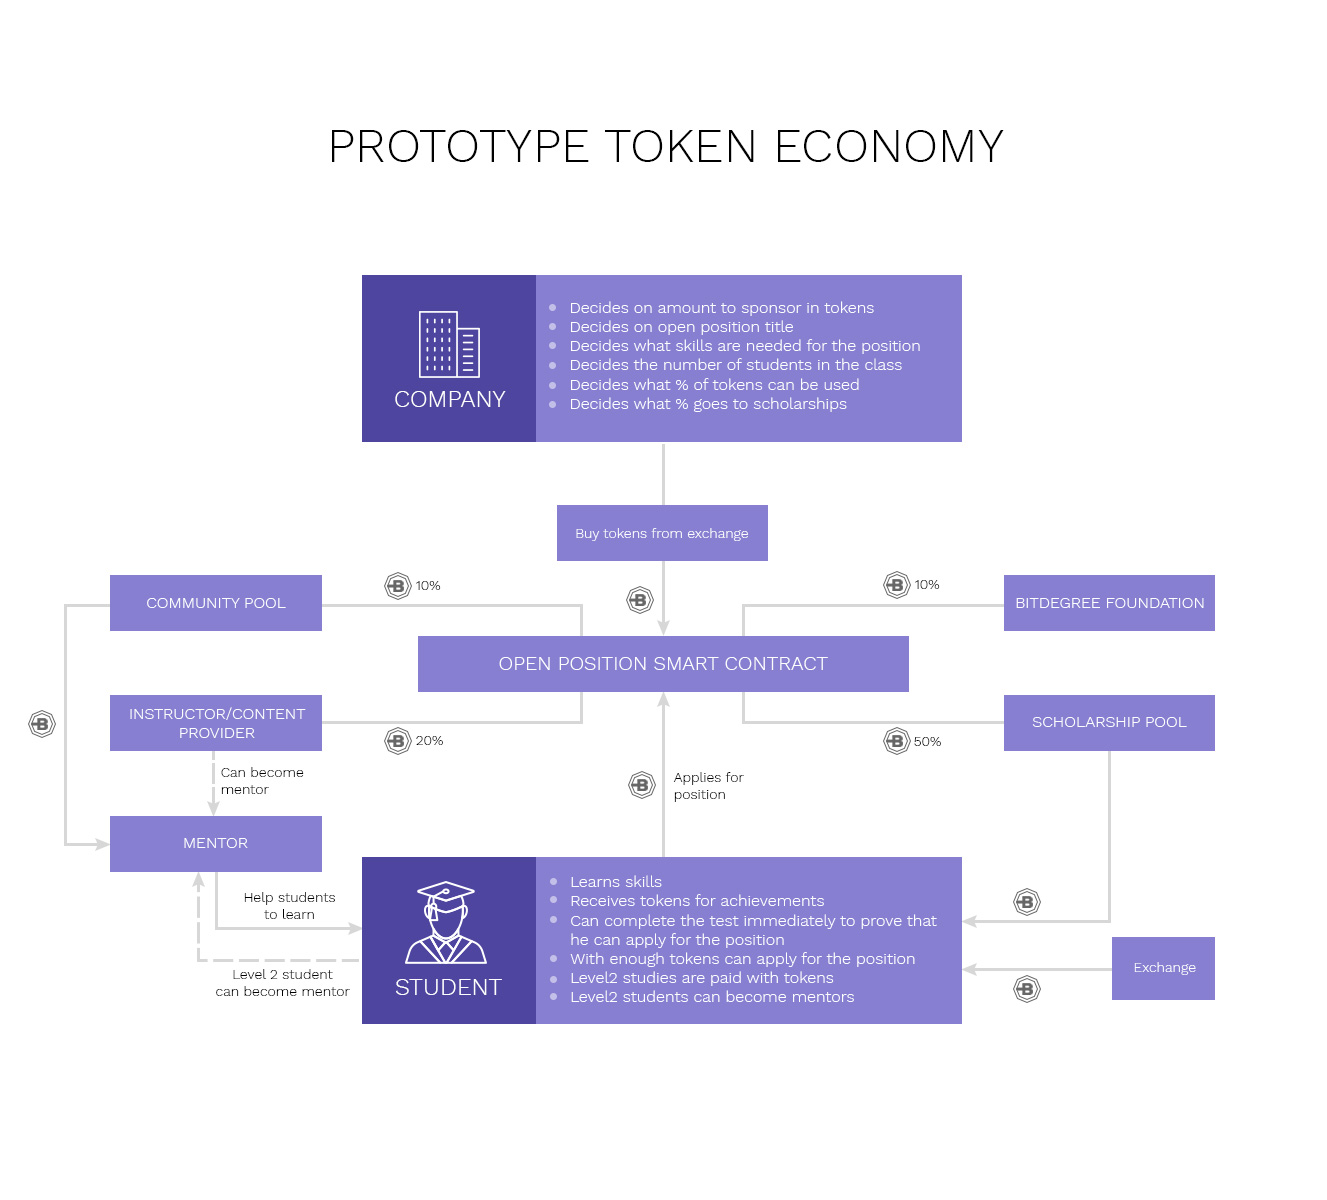 PROTOTYPE TOKEN ECONOMY
COMPANY
Decides on amount to sponsor in tokens
Decides on open position title
Decides what skills are needed for the position
Decides the number of students in the class
Decides what % of tokens can be used
Decides what % goes to scholarships
Buy tokens from exchange
COMMUNITY POOL
B 10%
B
B 10%
BITDEGREE FOUNDATION
OPEN POSITION SMART CONTRACT
B
INSTRUCTOR/CONTENT
PROVIDER
B 20%
B 50%
SCHOLARSHIP POOL
Can become
mentor
B
Applies for
position
MENTOR
Help students
to learn
Level 2 student
can become mentor
STUDENT
Learns skills
Receives tokens for achievements
Can complete the test immediately to prove that
he can apply for the position
With enough tokens can apply for the position
Level2 studies are paid with tokens
Level2 students can become mentors
B
Exchange
B